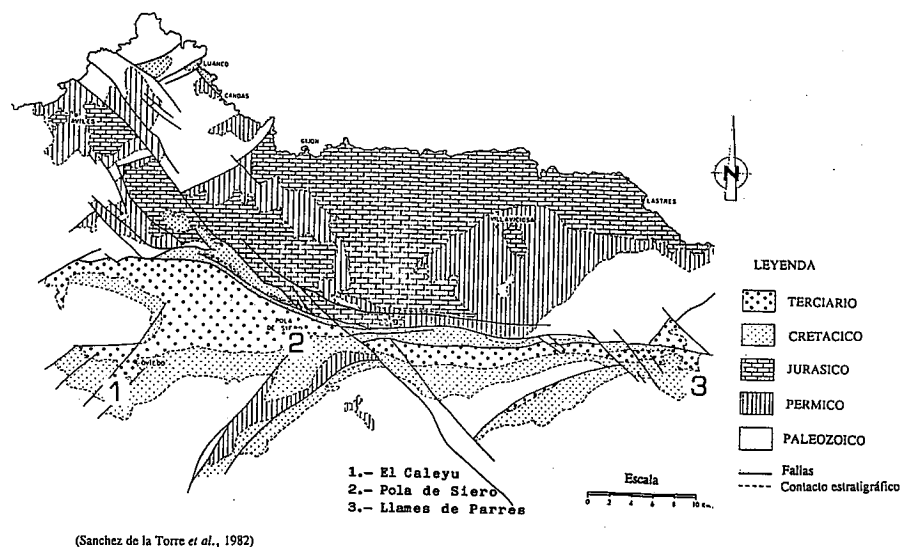 LUANCO
CANDAS
AVILES
GIJON
LASTRES
VILLAVICIOSA
N
LEYENDA
TERCIARIO
CRETACICO
JURASICO
PERMICO
PALEOZOICO
Fallas
Contacto estratigráfico
POLA
DE SIERO
OVIEDO
1
2
3
1.- El Caleyu
2.- Pola de Siero
3.- Llames de Parres
Escala
0 2 4 6 8 10 Km.
(Sanchez de la Torre et al., 1982)